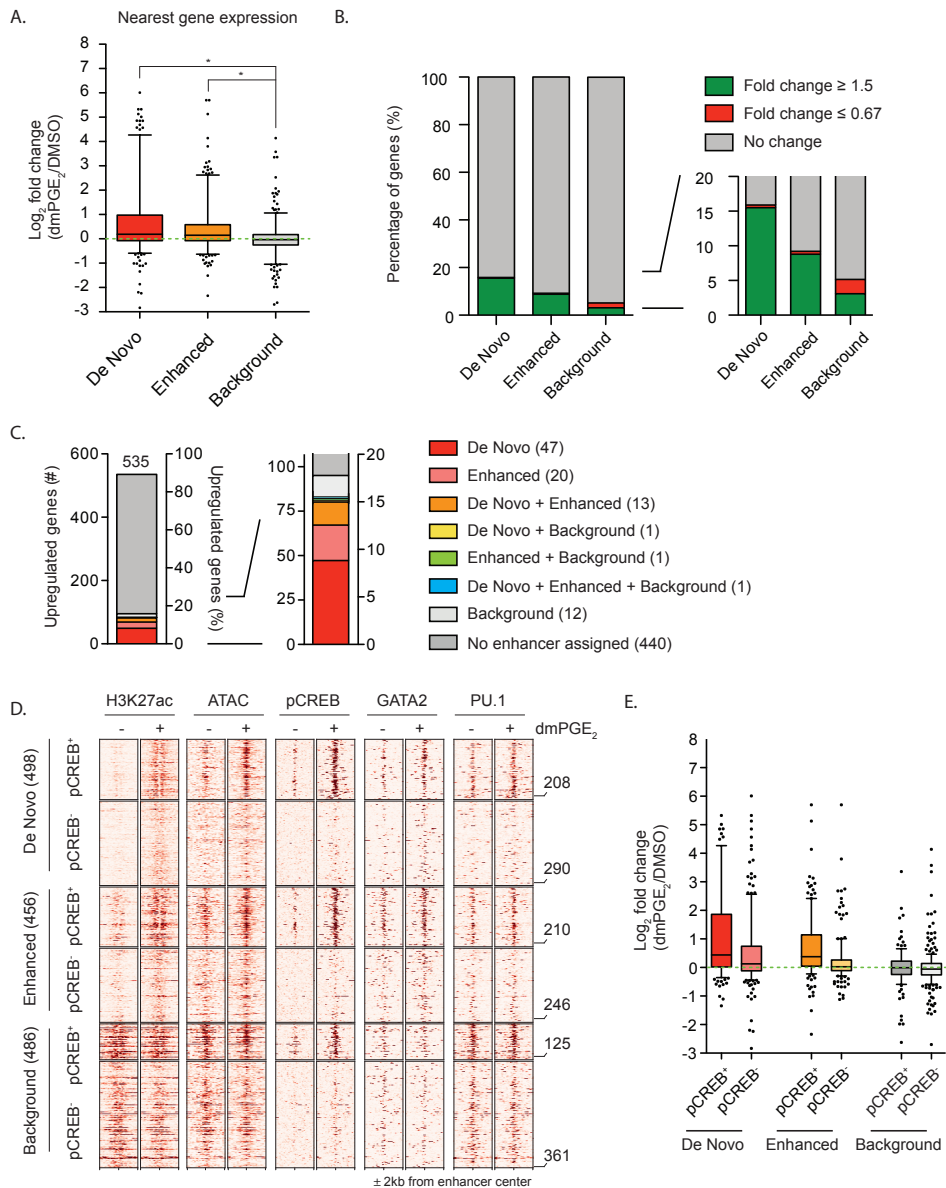 A.
Nearest gene expression
Log2 fold change
(dmPGE2/DMSO)
8
7
6
5
4
3
2
1
0
-1
-2
-3
*
*
De Novo
Enhanced
Background
B.
Percentage of genes (%)
100
80
60
40
20
0
De Novo
Enhanced
Background
Fold change ≥ 1.5
Fold change ≤ 0.67
No change
20
15
10
5
0
De Novo
Enhanced
Background
C.
Upregulated genes (#)
600
400
200
0
535
100
80
60
40
20
0
Upregulated genes (%)
100
75
50
25
0
20
15
10
5
0
De Novo (47)
Enhanced (20)
De Novo + Enhanced (13)
De Novo + Background (1)
Enhanced + Background (1)
De Novo + Enhanced + Background (1)
Background (12)
No enhancer assigned (440)
D.
H3K27ac
ATAC
pCREB
GATA2
PU.1
- + - + - + - + - + dmPGE2
De Novo (498)
pCREB+
208
pCREB-
290
Enhanced (456)
pCREB+
210
pCREB-
246
Background (486)
pCREB+
125
pCREB-
361
± 2kb from enhancer center
E.
Log2 fold change
(dmPGE2/DMSO)
8
7
6
5
4
3
2
1
0
-1
-2
-3
pCREB+
pCREB-
pCREB+
pCREB-
pCREB+
pCREB-
De Novo
Enhanced
Background